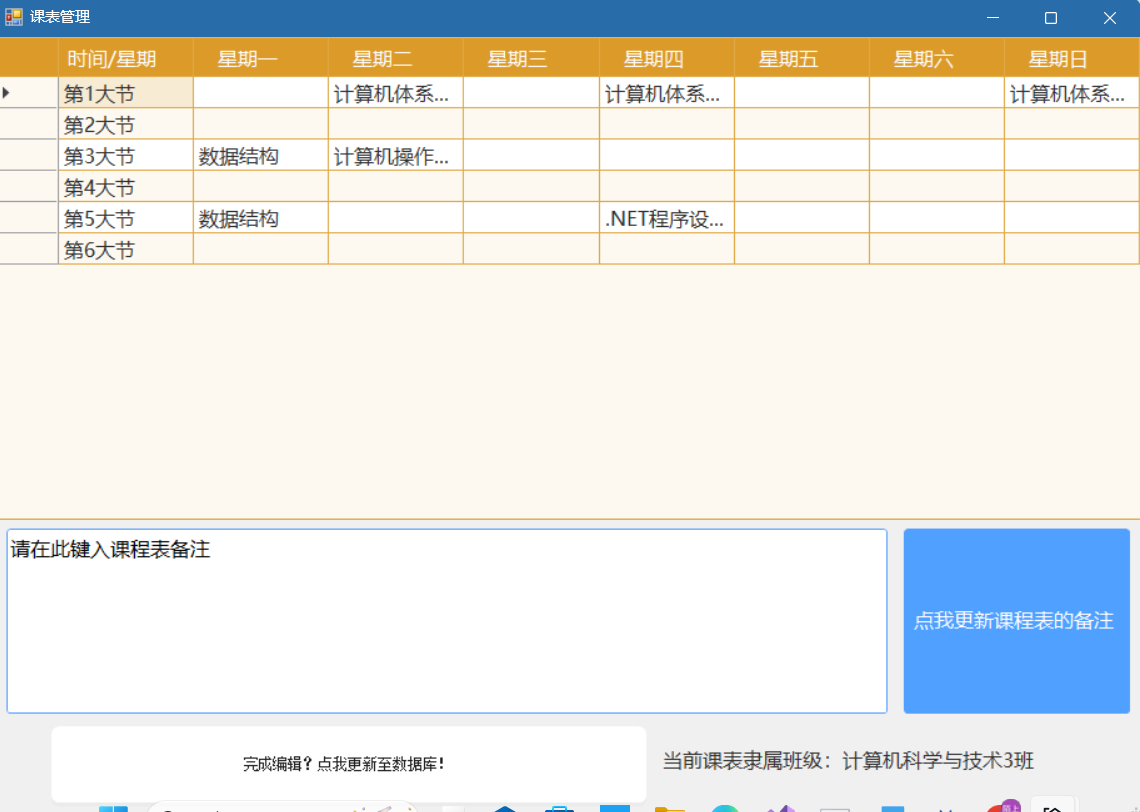 课表管理
时间/星期 星期一 星期二 星期三 星期四 星期五 星期六 星期日
第1大节 计算机体系... 计算机体系... 计算机体系...
第2大节
第3大节 数据结构 计算机操作...
第4大节
第5大节 数据结构 .NET程序设...
第6大节
请在此键入课程表备注
点我更新课程表的备注
完成编辑？点我更新至数据库！
当前课表隶属班级：计算机科学与技术3班